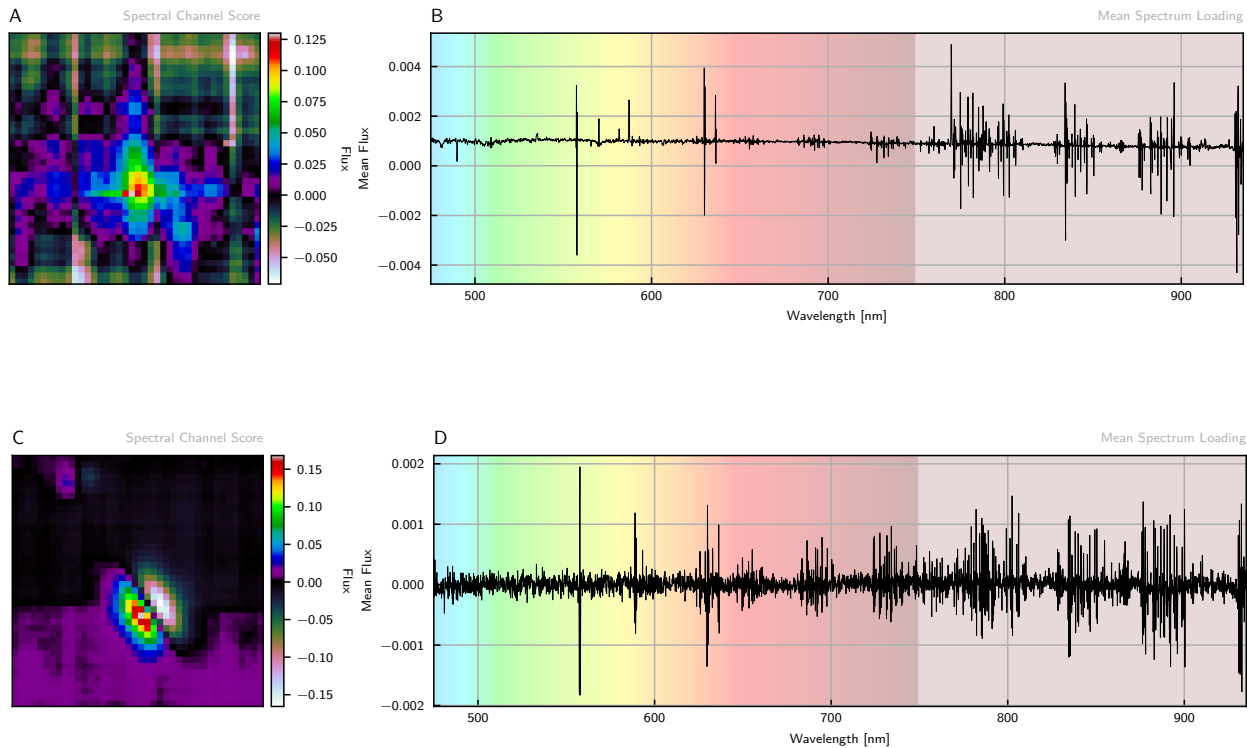 A
Spectral Channel Score
0.125
0.100
0.075
0.050
0.025
0.000
−0.025
−0.050
Flux
B
Mean Spectrum Loading
0.004
0.002
0.000
−0.002
−0.004
Mean Flux
500
600
700
800
900
Wavelength [nm]
C
Spectral Channel Score
0.15
0.10
0.05
0.00
−0.05
−0.10
−0.15
Flux
D
Mean Spectrum Loading
0.002
0.001
0.000
−0.001
−0.002
Mean Flux
500
600
700
800
900
Wavelength [nm]